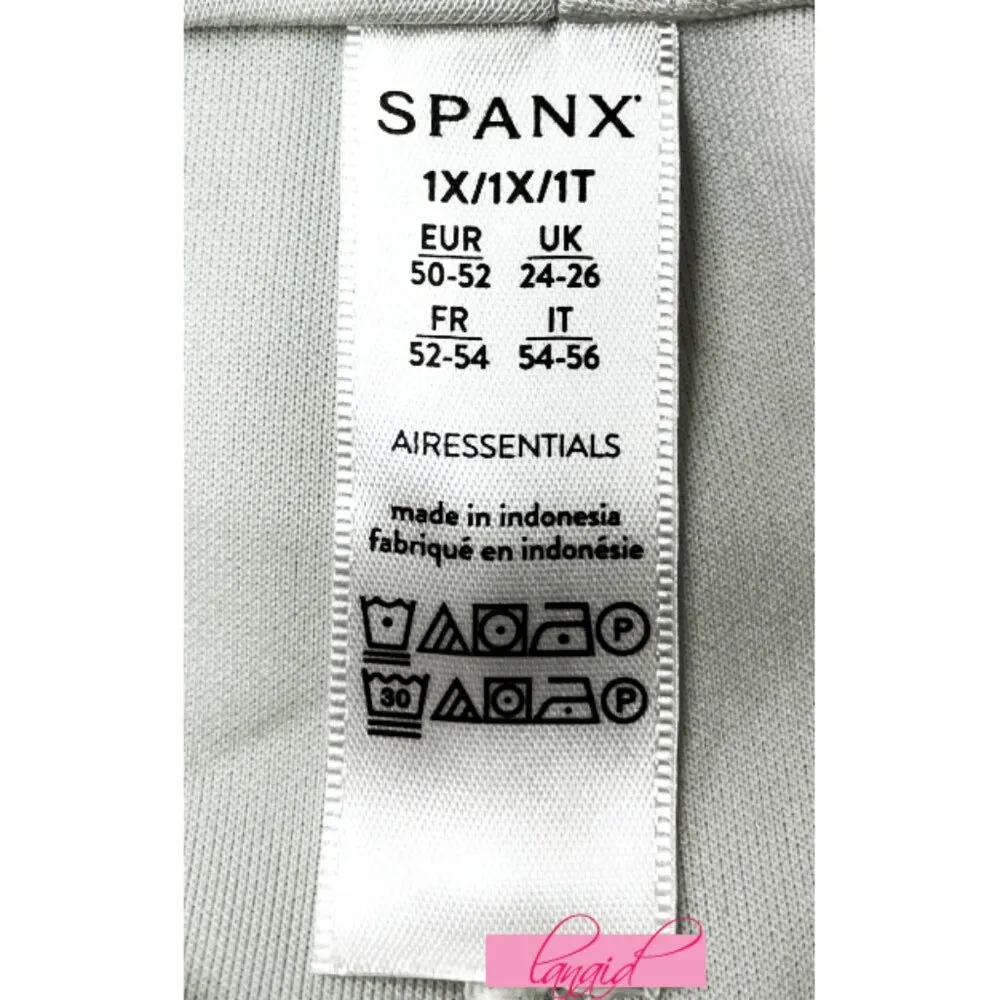 SPANX
1X/1X/1T
EUR UK
50-52 24-26
FR IT
52-54 54-56
AIRESSENTIALS
made in indonesia
fabriqué en indonésie
P
30 P
lanaid